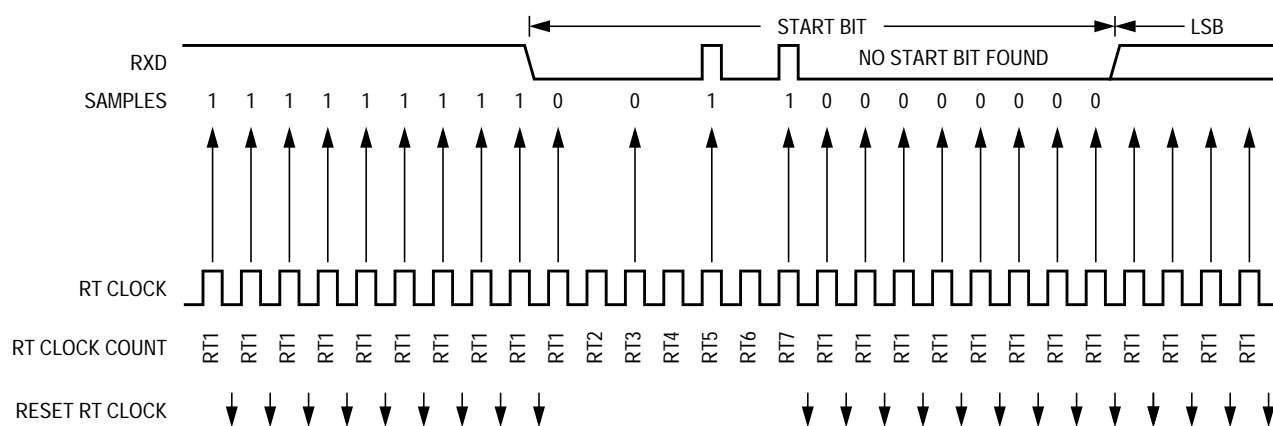 START BIT LSB
RXD NO START BIT FOUND
SAMPLES 1 1 1 1 1 1 1 1 1 0 0 1 1 0 0 0 0 0 0 0 0
RT CLOCK
RT CLOCK COUNT RT1 RT1 RT1 RT1 RT1 RT1 RT1 RT1 RT1 RT1 RT2 RT3 RT4 RT5 RT6 RT7 RT1 RT1 RT1 RT1 RT1 RT1 RT1 RT1 RT1 RT1 RT1 RT1
RESET RT CLOCK